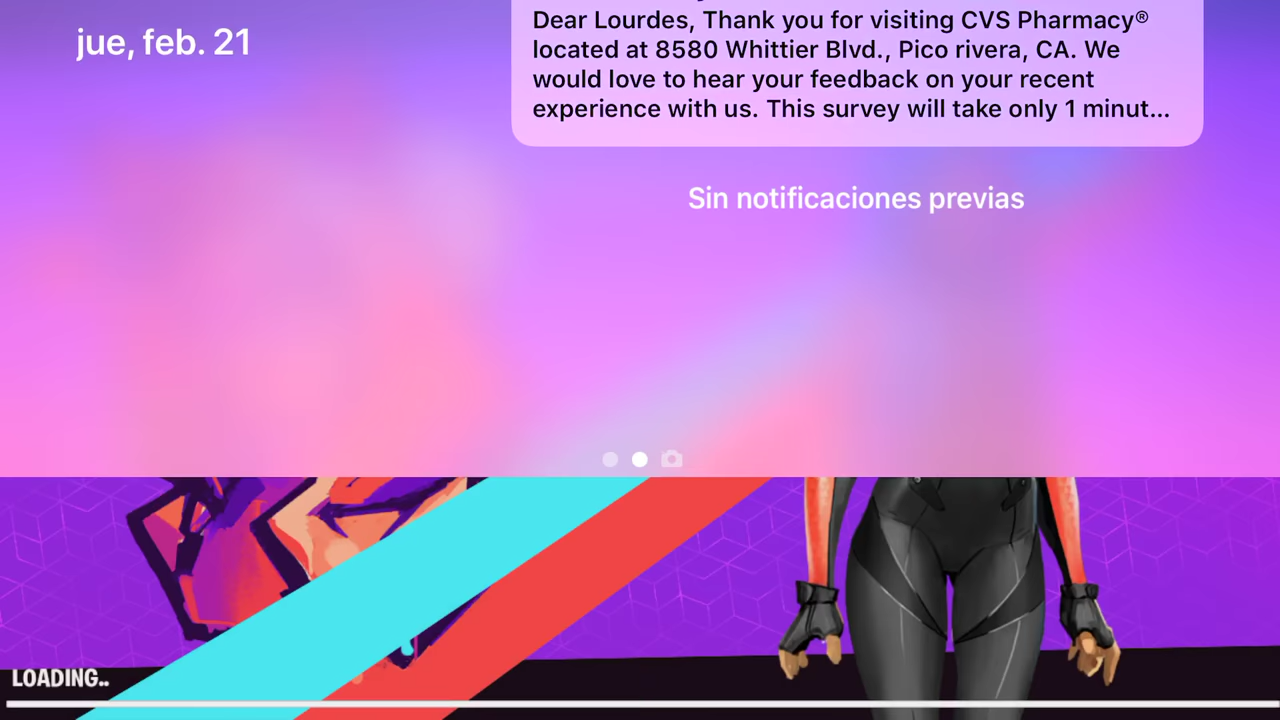 jue, feb. 21
Dear Lourdes, Thank you for visiting CVS Pharmacy®
located at 8580 Whittier Blvd., Pico rivera, CA. We
would love to hear your feedback on your recent
experience with us. This survey will take only 1 minut...
Sin notificaciones previas
LOADING..